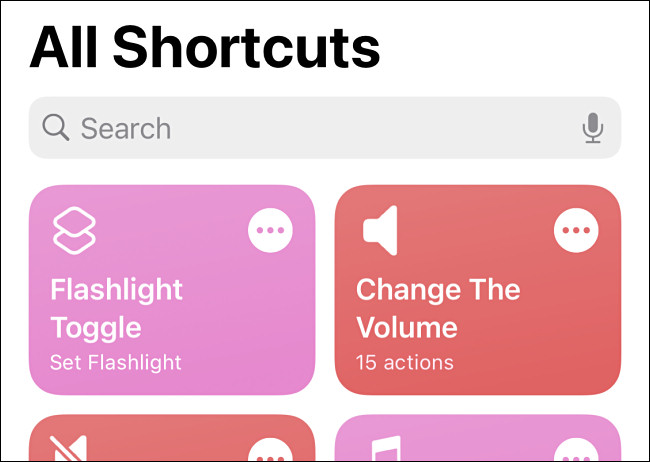 All Shortcuts
Search
Flashlight
Toggle
Set Flashlight
Change The
Volume
15 actions